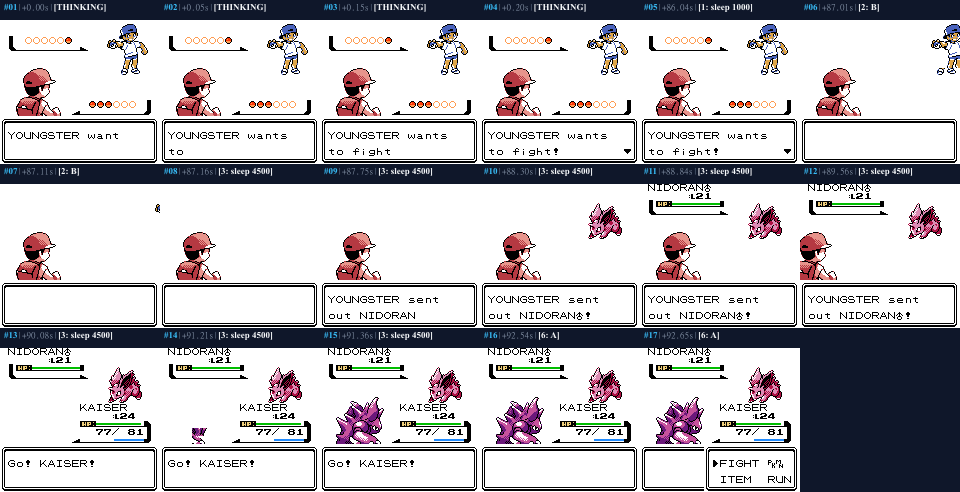 #01 | +0.00s | [THINKING]
YOUNGSTER want
#02 | +0.05s | [THINKING]
YOUNGSTER wants
to
#03 | +0.15s | [THINKING]
YOUNGSTER wants
to fight
#04 | +0.20s | [THINKING]
YOUNGSTER wants
to fight!
#05 | +86.04s | [1: sleep 1000]
YOUNGSTER wants
to fight!
#06 | +87.01s | [2: B]
#07 | +87.11s | [2: B]
#08 | +87.16s | [3: sleep 4500]
#09 | +87.75s | [3: sleep 4500]
YOUNGSTER sent
out NIDORAN
#10 | +88.30s | [3: sleep 4500]
YOUNGSTER sent
out NIDORAN♂!
#11 | +88.84s | [3: sleep 4500]
NIDORAN♂
:L21
HP:
YOUNGSTER sent
out NIDORAN♂!
#12 | +89.56s | [3: sleep 4500]
NIDORAN♂
:L21
HP:
YOUNGSTER sent
out NIDORAN♂!
#13 | +90.08s | [3: sleep 4500]
NIDORAN♂
:L21
HP:
KAISER
:L24
HP:
77/ 81
Go! KAISER!
#14 | +91.21s | [3: sleep 4500]
NIDORAN♂
:L21
HP:
KAISER
:L24
HP:
77/ 81
Go! KAISER!
#15 | +91.36s | [3: sleep 4500]
NIDORAN♂
:L21
HP:
KAISER
:L24
HP:
77/ 81
Go! KAISER!
#16 | +92.54s | [6: A]
NIDORAN♂
:L21
HP:
KAISER
:L24
HP:
77/ 81
#17 | +92.65s | [6: A]
NIDORAN♂
:L21
HP:
KAISER
:L24
HP:
77/ 81
▶FIGHT PKMN
ITEM RUN